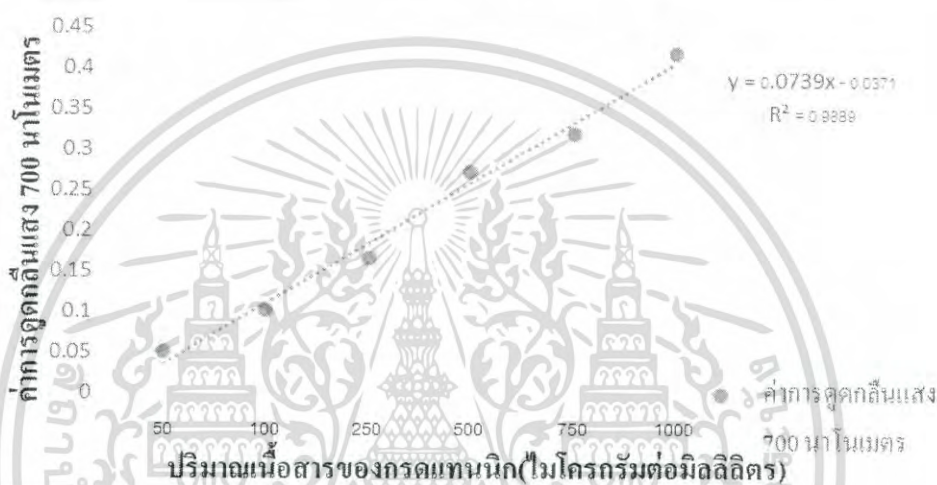 ค่าการดูดกลืนแสง 700 นาโนเมตร
0.45
0.4
0.35
0.3
0.25
0.2
0.15
0.1
0.05
0
y = 0.0739x - 0.0371
R² = 0.9889
50 100 250 500 750 1000
ค่าการดูดกลืนแสง
700 นาโนเมตร
ปริมาณเนื้อสารของกรดแทนนิก(ไมโครกรัมต่อมิลลิลิตร)